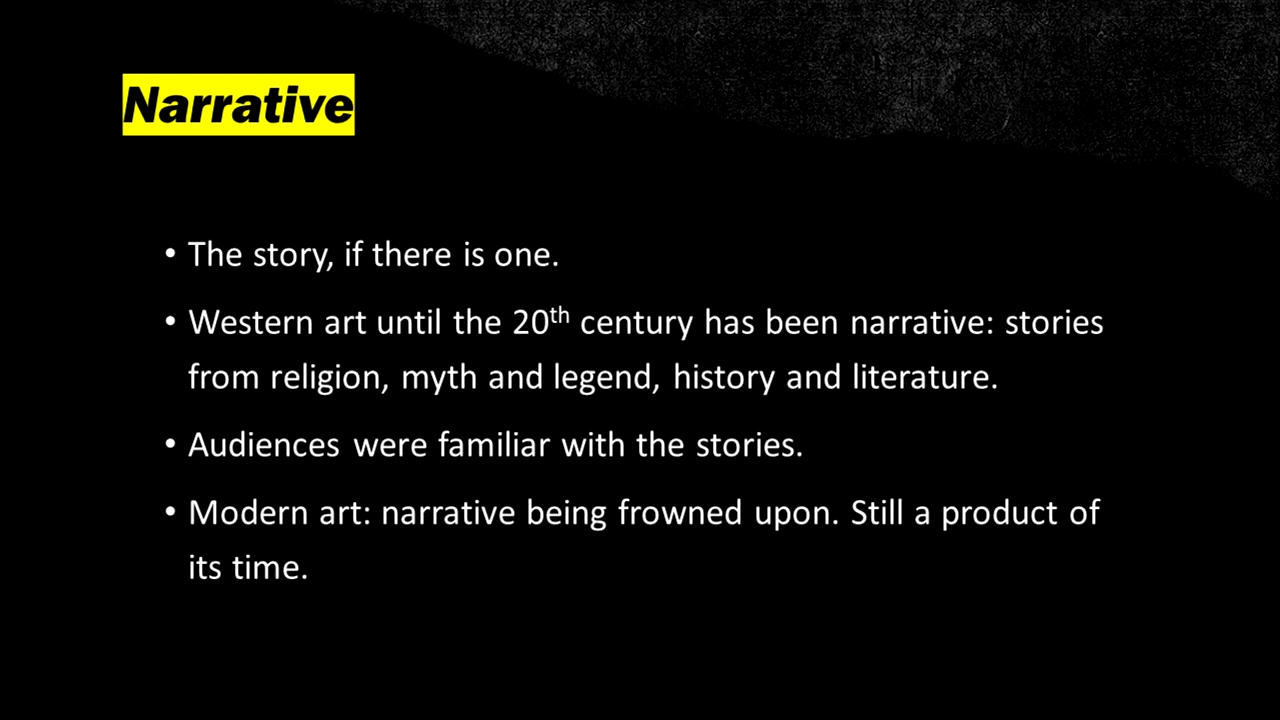 Narrative
• The story, if there is one.
• Western art until the 20th century has been narrative: stories
from religion, myth and legend, history and literature.
• Audiences were familiar with the stories.
• Modern art: narrative being frowned upon. Still a product of
its time.